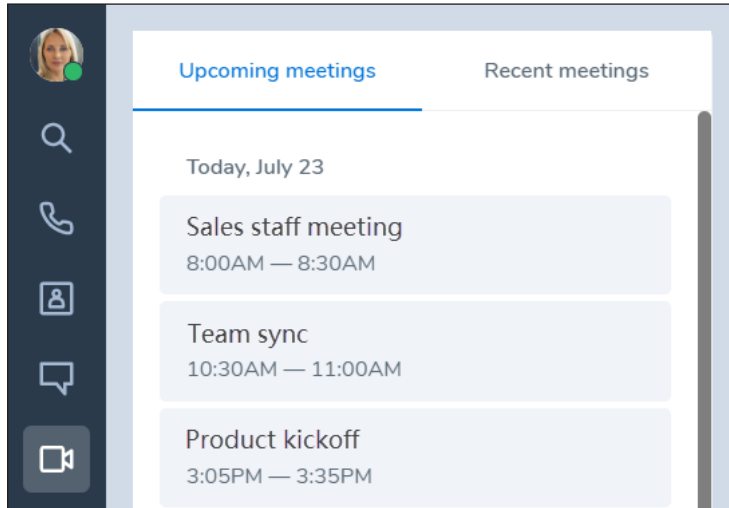 Upcoming meetings
Recent meetings
Today, July 23
Sales staff meeting
8:00AM — 8:30AM
Team sync
10:30AM — 11:00AM
Product kickoff
3:05PM — 3:35PM